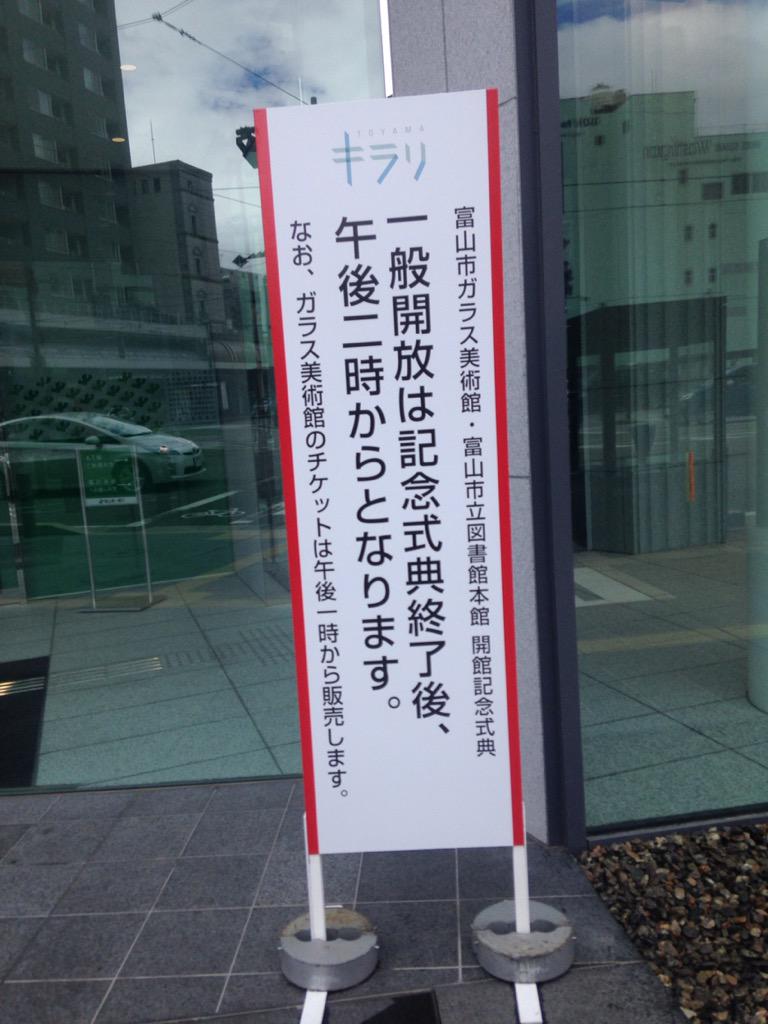 TOYAMA
キラリ
富山市ガラス美術館・富山市立図書館本館 開館記念式典
一般開放は記念式典終了後、
午後二時からとなります。
なお、ガラス美術館のチケットは午後一時から販売します。
Washington